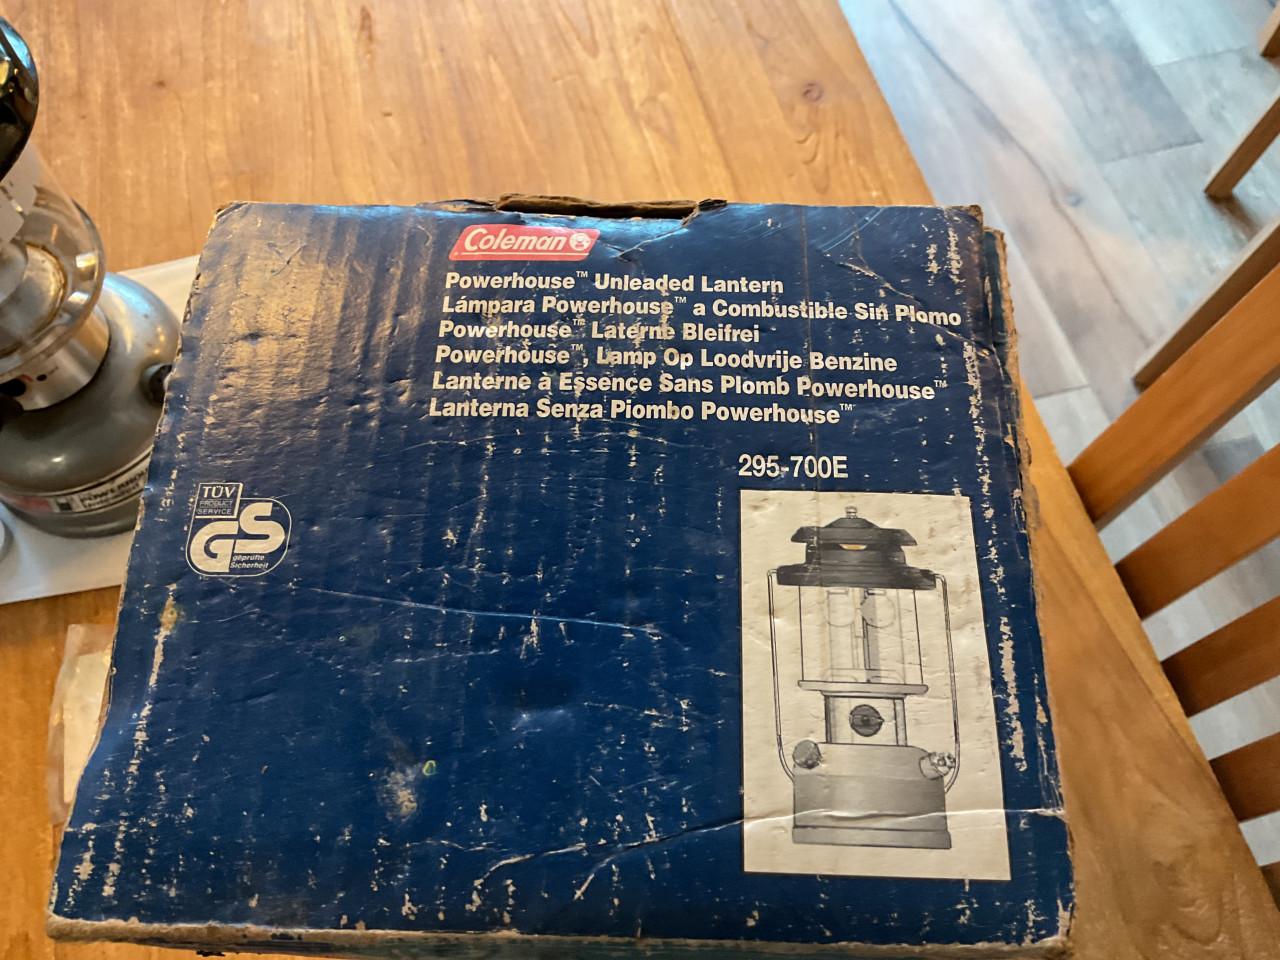 Coleman
Powerhouse™ Unleaded Lantern
Lámpara Powerhouse™ a Combustible Sin Plomo
Powerhouse™ Laterne Bleifrei
Powerhouse™, Lamp Op Loodvrije Benzine
Lanterne à Essence Sans Plomb Powerhouse™
Lanterna Senza Piombo Powerhouse™
295-700E
TÜV
PRODUCT
SERVICE
GS
geprüfte
Sicherheit